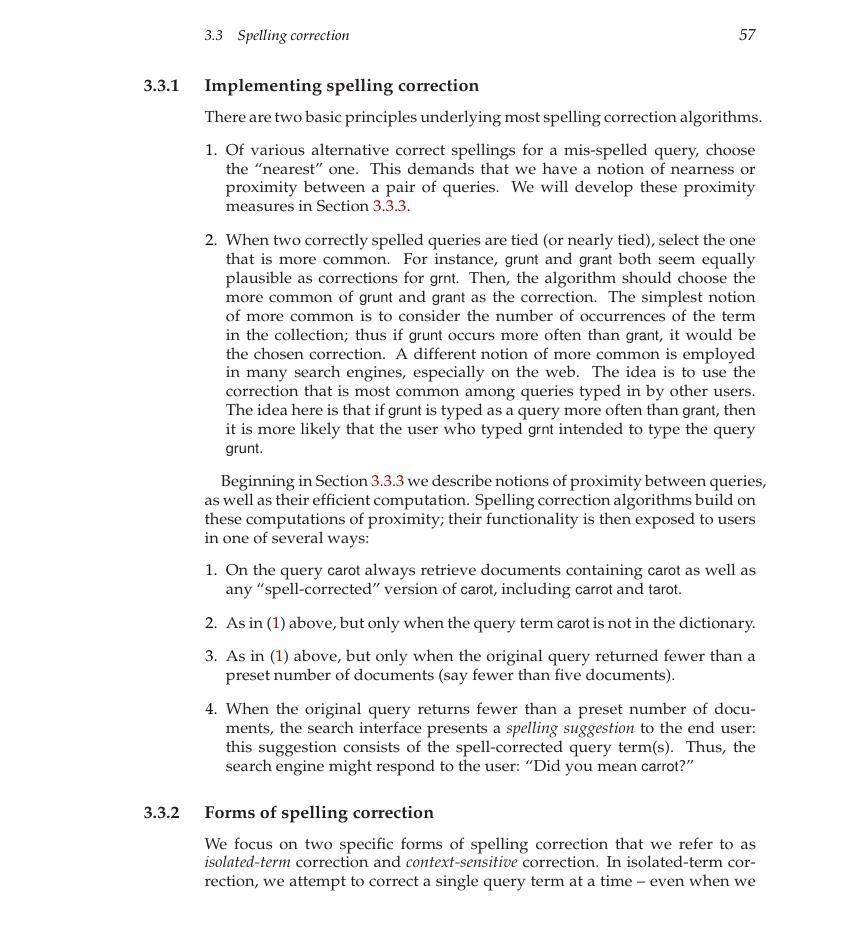 3.3 Spelling correction 57
3.3.1 Implementing spelling correction
There are two basic principles underlying most spelling correction algorithms.
1. Of various alternative correct spellings for a mis-spelled query, choose
the “nearest” one. This demands that we have a notion of nearness or
proximity between a pair of queries. We will develop these proximity
measures in Section 3.3.3.
2. When two correctly spelled queries are tied (or nearly tied), select the one
that is more common. For instance, grunt and grant both seem equally
plausible as corrections for grnt. Then, the algorithm should choose the
more common of grunt and grant as the correction. The simplest notion
of more common is to consider the number of occurrences of the term
in the collection; thus if grunt occurs more often than grant, it would be
the chosen correction. A different notion of more common is employed
in many search engines, especially on the web. The idea is to use the
correction that is most common among queries typed in by other users.
The idea here is that if grunt is typed as a query more often than grant, then
it is more likely that the user who typed grnt intended to type the query
grunt.
Beginning in Section 3.3.3 we describe notions of proximity between queries,
as well as their efficient computation. Spelling correction algorithms build on
these computations of proximity; their functionality is then exposed to users
in one of several ways:
1. On the query carot always retrieve documents containing carot as well as
any “spell-corrected” version of carot, including carrot and tarot.
2. As in (1) above, but only when the query term carot is not in the dictionary.
3. As in (1) above, but only when the original query returned fewer than a
preset number of documents (say fewer than five documents).
4. When the original query returns fewer than a preset number of docu-
ments, the search interface presents a spelling suggestion to the end user:
this suggestion consists of the spell-corrected query term(s). Thus, the
search engine might respond to the user: “Did you mean carrot?”
3.3.2 Forms of spelling correction
We focus on two specific forms of spelling correction that we refer to as
isolated-term correction and context-sensitive correction. In isolated-term cor-
rection, we attempt to correct a single query term at a time – even when we